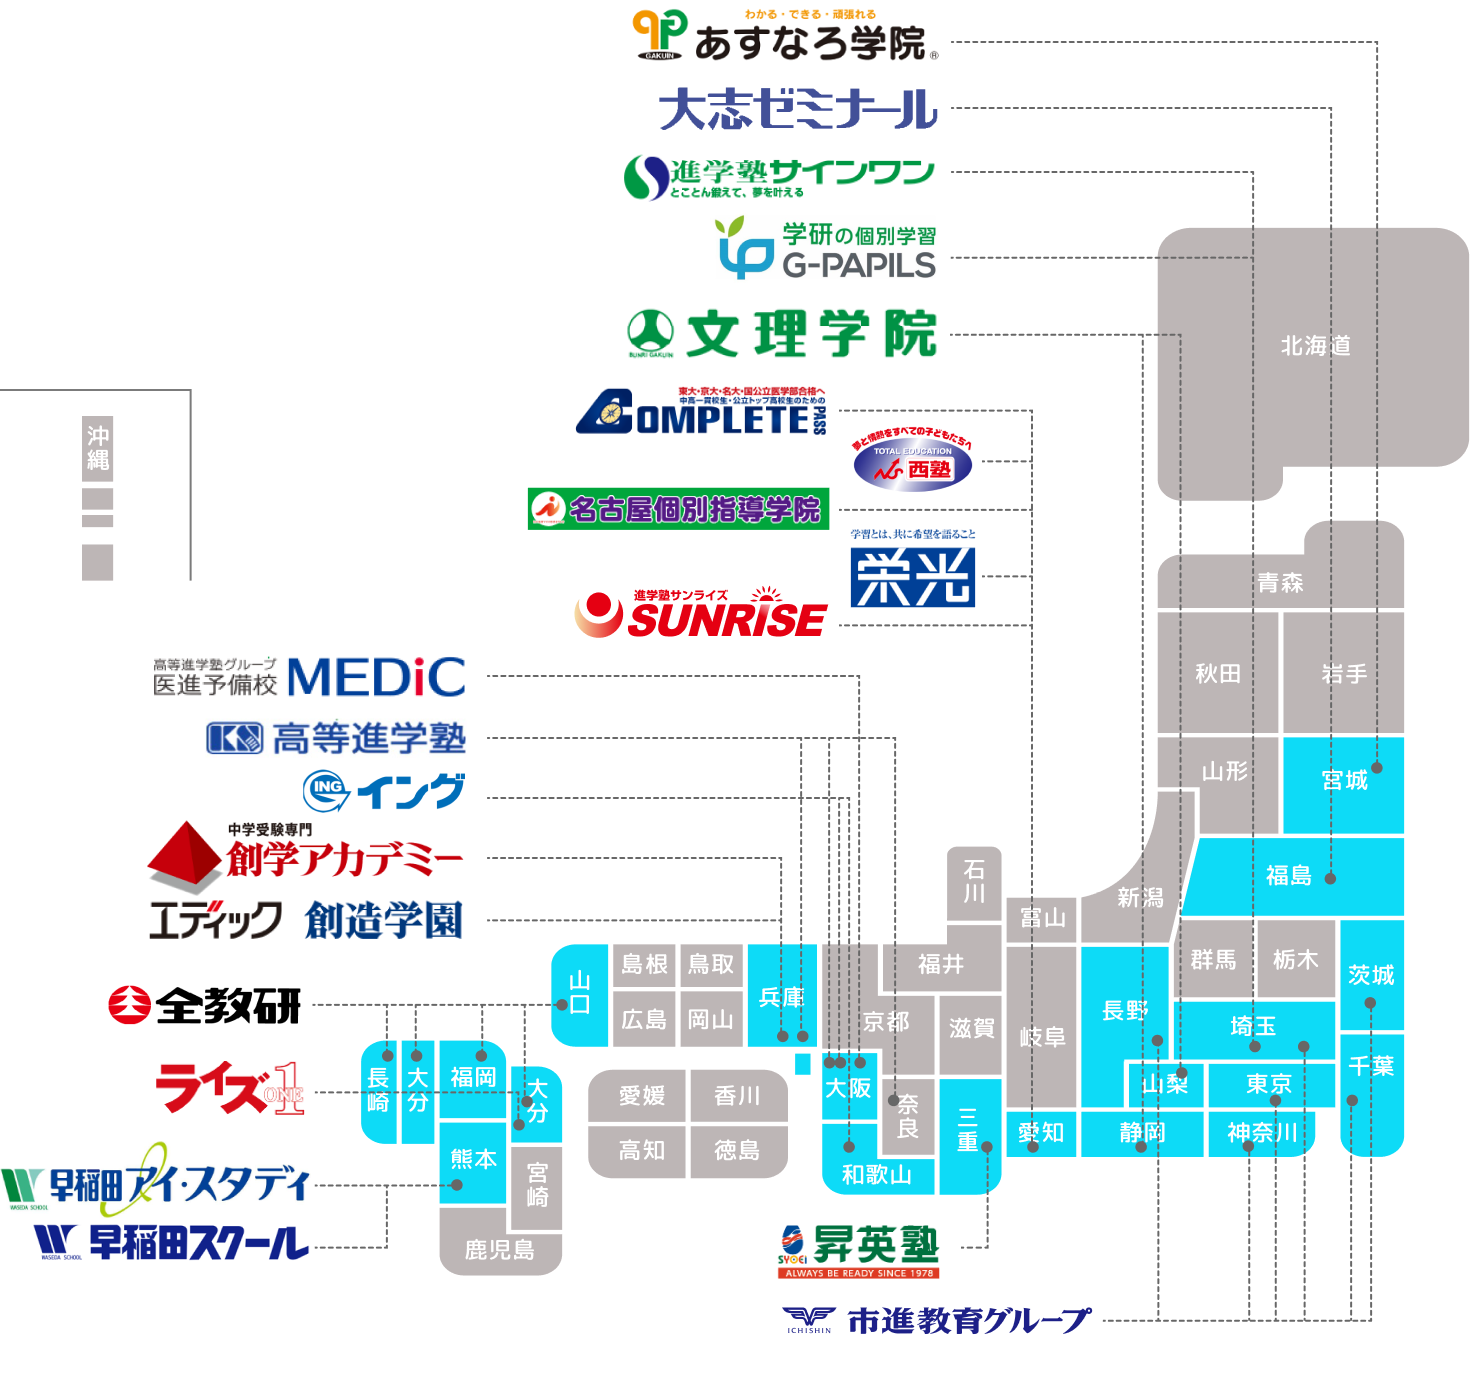 わかる・できる・頑張れる
あすなろ学院
GAKUIN
®
大志ゼミナール
進学塾サインワン
とことん鍛えて、夢を叶える
学研の個別学習
G-PAPILS
文理学院
BUNRI GAKUIN
東大・京大・名大・国公立医学部合格へ
中高一貫校生・公立トップ高校生のための
COMPLETE PASS
夢と情熱をすべての子どもたちへ
TOTAL EDUCATION
西塾
名古屋個別指導学院
学習とは、共に希望を語ること
栄光
進学塾サンライズ
SUNRISE
高等進学塾グループ
医進予備校 MEDiC
KS 高等進学塾
ING イング
中学受験専門
創学アカデミー
エディック 創造学園
全教研
ライズONE1
早稲田アイ・スタディ
WASEDA SCHOOL
早稲田スクール
WASEDA SCHOOL
昇英塾
SYOEI
ALWAYS BE READY SINCE 1978
市進教育グループ
ICHISHIN
北海道
沖縄
青森
秋田
岩手
山形
宮城
福島
新潟
群馬
栃木
茨城
石川
富山
福井
長野
埼玉
千葉
山梨
東京
神奈川
岐阜
愛知
静岡
滋賀
京都
三重
奈良
大阪
和歌山
兵庫
鳥取
岡山
島根
広島
山口
愛媛
香川
高知
徳島
長崎
大分
福岡
大分
熊本
宮崎
鹿児島